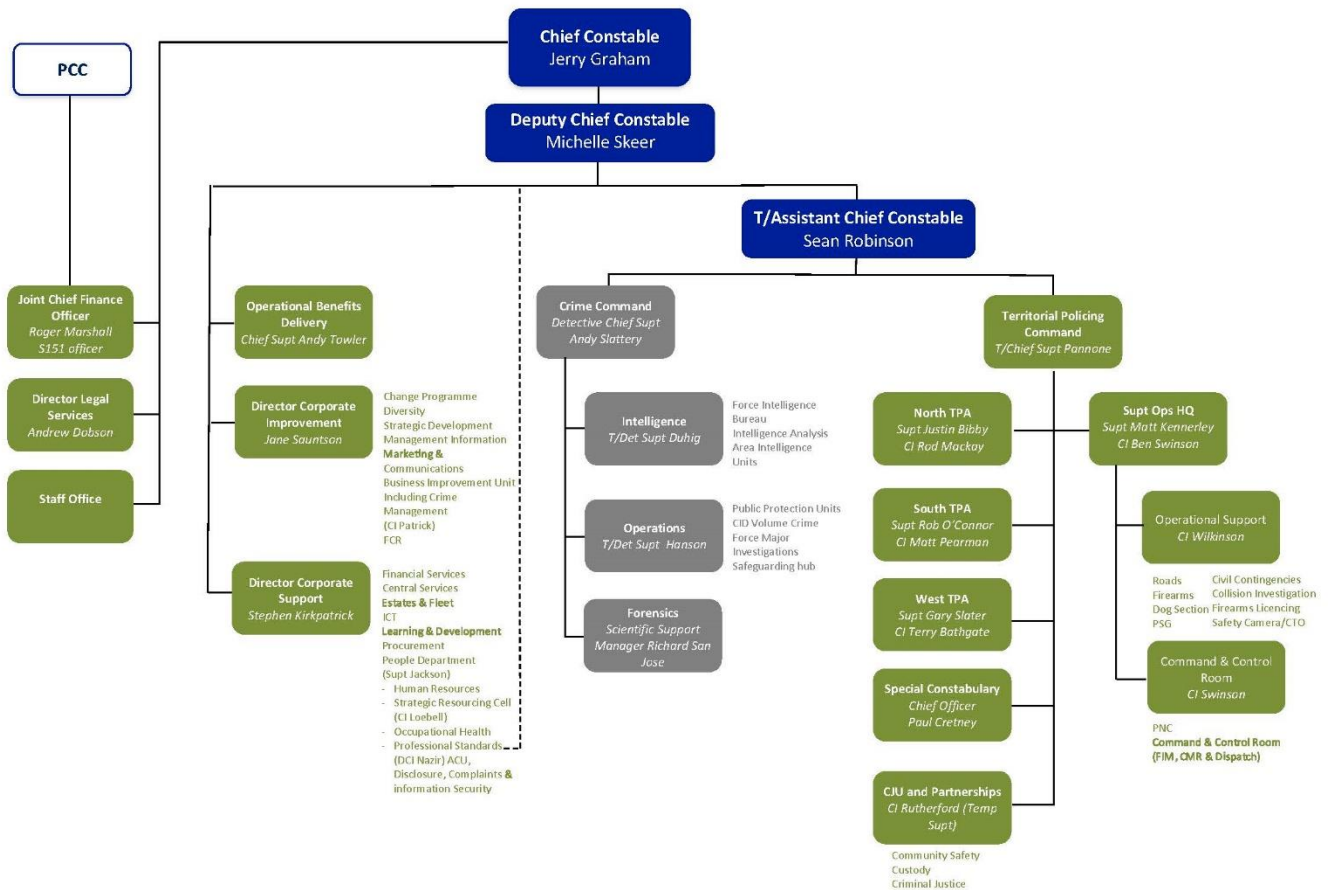 Chief Constable
Jerry Graham
PCC
Deputy Chief Constable
Michelle Skeer
T/Assistant Chief Constable
Sean Robinson
Joint Chief Finance
Officer
Roger Marshall
S151 officer
Director Legal
Services
Andrew Dobson
Staff Office
Operational Benefits
Delivery
Chief Supt Andy Towler
Director Corporate
Improvement
Jane Sauntson
Change Programme
Diversity
Strategic Development
Management Information
Marketing &
Communications
Business Improvement Unit
Including Crime
Management
(CI Patrick)
FCR
Director Corporate
Support
Stephen Kirkpatrick
Financial Services
Central Services
Estates & Fleet
ICT
Learning & Development
Procurement
People Department
(Supt Jackson)
- Human Resources
- Strategic Resourcing Cell
(CI Loebell)
- Occupational Health
- Professional Standards
(DCI Nazir) ACU,
Disclosure, Complaints &
information Security
Crime Command
Detective Chief Supt
Andy Slattery
Intelligence
T/Det Supt Duhig
Force Intelligence
Bureau
Intelligence Analysis
Area Intelligence
Units
Operations
T/Det Supt Hanson
Public Protection Units
CID Volume Crime
Force Major
Investigations
Safeguarding hub
Forensics
Scientific Support
Manager Richard San
Jose
Territorial Policing
Command
T/Chief Supt Pannone
North TPA
Supt Justin Bibby
CI Rod Mackay
South TPA
Supt Rob O'Connor
CI Matt Pearman
West TPA
Supt Gary Slater
CI Terry Bathgate
Special Constabulary
Chief Officer
Paul Cretney
CJU and Partnerships
CI Rutherford (Temp
Supt)
Community Safety
Custody
Criminal Justice
Supt Ops HQ
Supt Matt Kennerley
CI Ben Swinson
Operational Support
CI Wilkinson
Roads
Firearms
Dog Section
PSG
Civil Contingencies
Collision Investigation
Firearms Licencing
Safety Camera/CTO
Command & Control
Room
CI Swinson
PNC
Command & Control Room
(FIM, CMR & Dispatch)